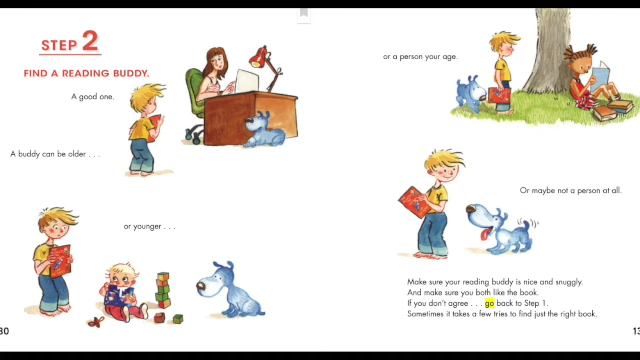 STEP 2
FIND A READING BUDDY.
A good one.
A buddy can be older . . .
or younger . . .
30
or a person your age.
Or maybe not a person at all.
Make sure your reading buddy is nice and snuggly.
And make sure you both like the book.
If you don't agree . . . go back to Step 1.
Sometimes it takes a few tries to find just the right book.